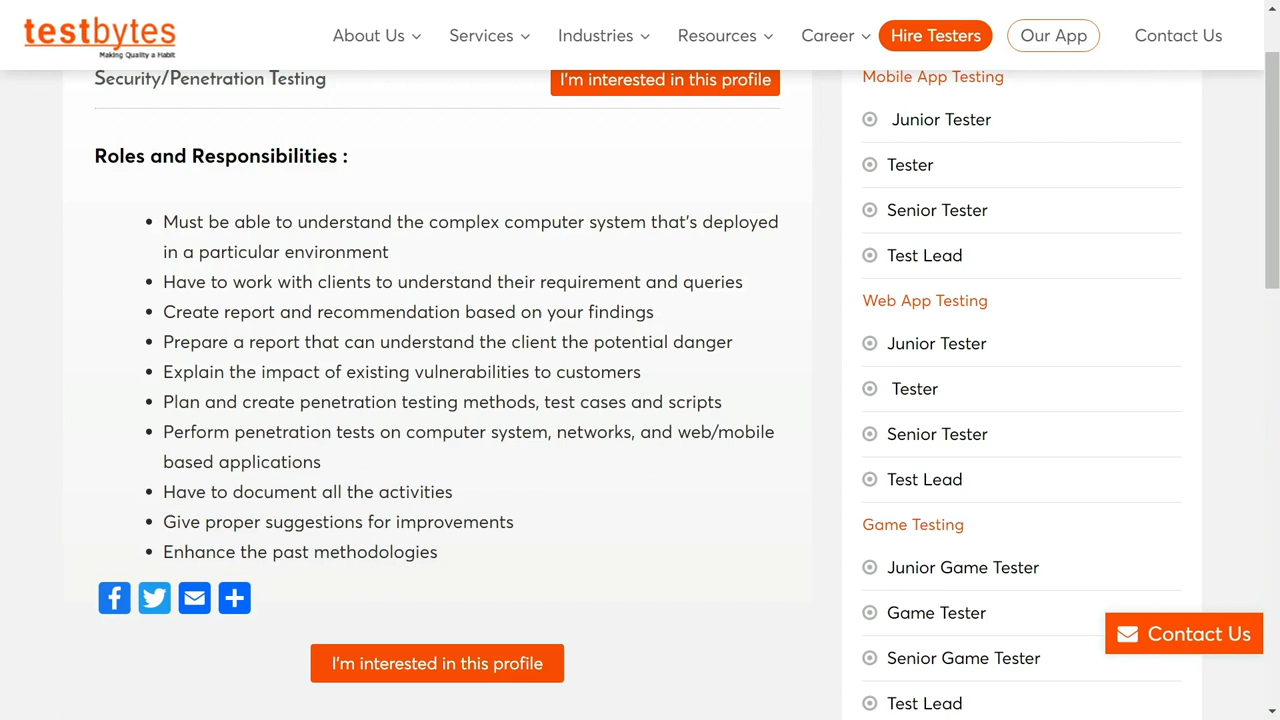 testbytes
Making Quality a Habit
About Us
Services
Industries
Resources
Career
Hire Testers
Our App
Contact Us
Security/Penetration Testing
I'm interested in this profile
Roles and Responsibilities :
Must be able to understand the complex computer system that's deployed
in a particular environment
Have to work with clients to understand their requirement and queries
Create report and recommendation based on your findings
Prepare a report that can understand the client the potential danger
Explain the impact of existing vulnerabilities to customers
Plan and create penetration testing methods, test cases and scripts
Perform penetration tests on computer system, networks, and web/mobile
based applications
Have to document all the activities
Give proper suggestions for improvements
Enhance the past methodologies
I'm interested in this profile
Mobile App Testing
Junior Tester
Tester
Senior Tester
Test Lead
Web App Testing
Junior Tester
Tester
Senior Tester
Test Lead
Game Testing
Junior Game Tester
Game Tester
Senior Game Tester
Test Lead
Contact Us